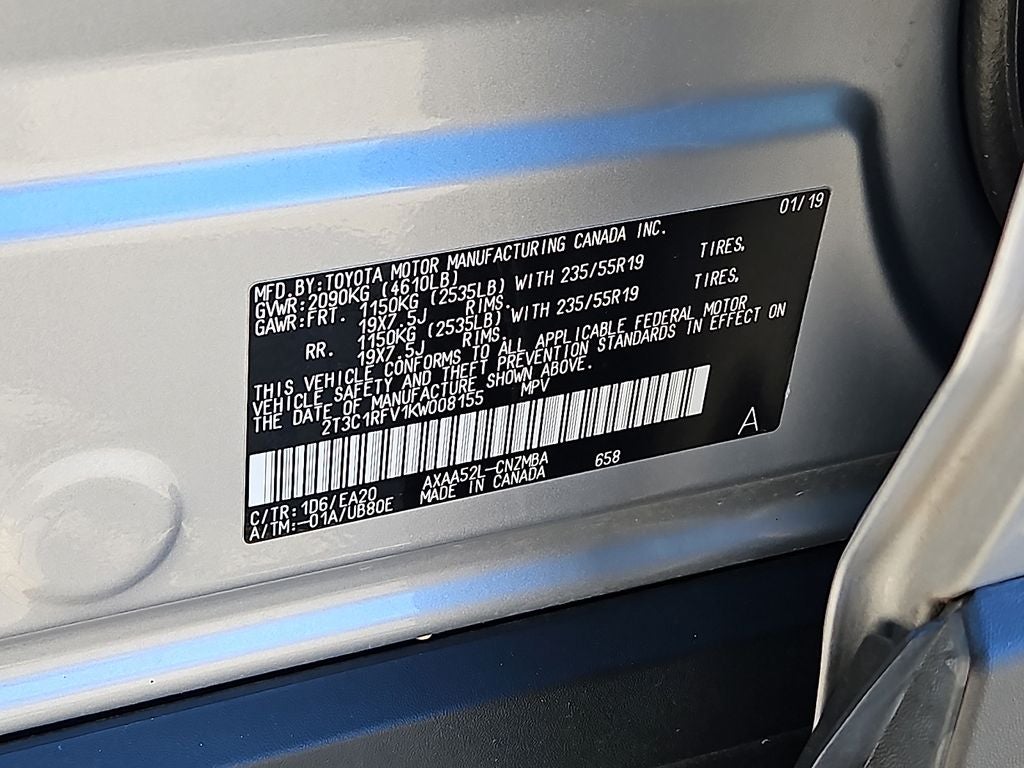 01/19
MFD.BY:TOYOTA MOTOR MANUFACTURING CANADA INC.
GVWR:2090KG (4610LB)
GAWR:FRT. 1150KG (2535LB) WITH 235/55R19 TIRES,
19X7.5J RIMS.
RR. 1150KG (2535LB) WITH 235/55R19 TIRES,
19X7.5J RIMS.
THIS VEHICLE CONFORMS TO ALL APPLICABLE FEDERAL MOTOR
VEHICLE SAFETY AND THEFT PREVENTION STANDARDS IN EFFECT ON
THE DATE OF MANUFACTURE SHOWN ABOVE.
2T3C1RFV1KW008155 MPV
A
AXAA52L-CNZMBA 658
C/TR:1D6/EA20 MADE IN CANADA
A/TM:-01A/UB80E